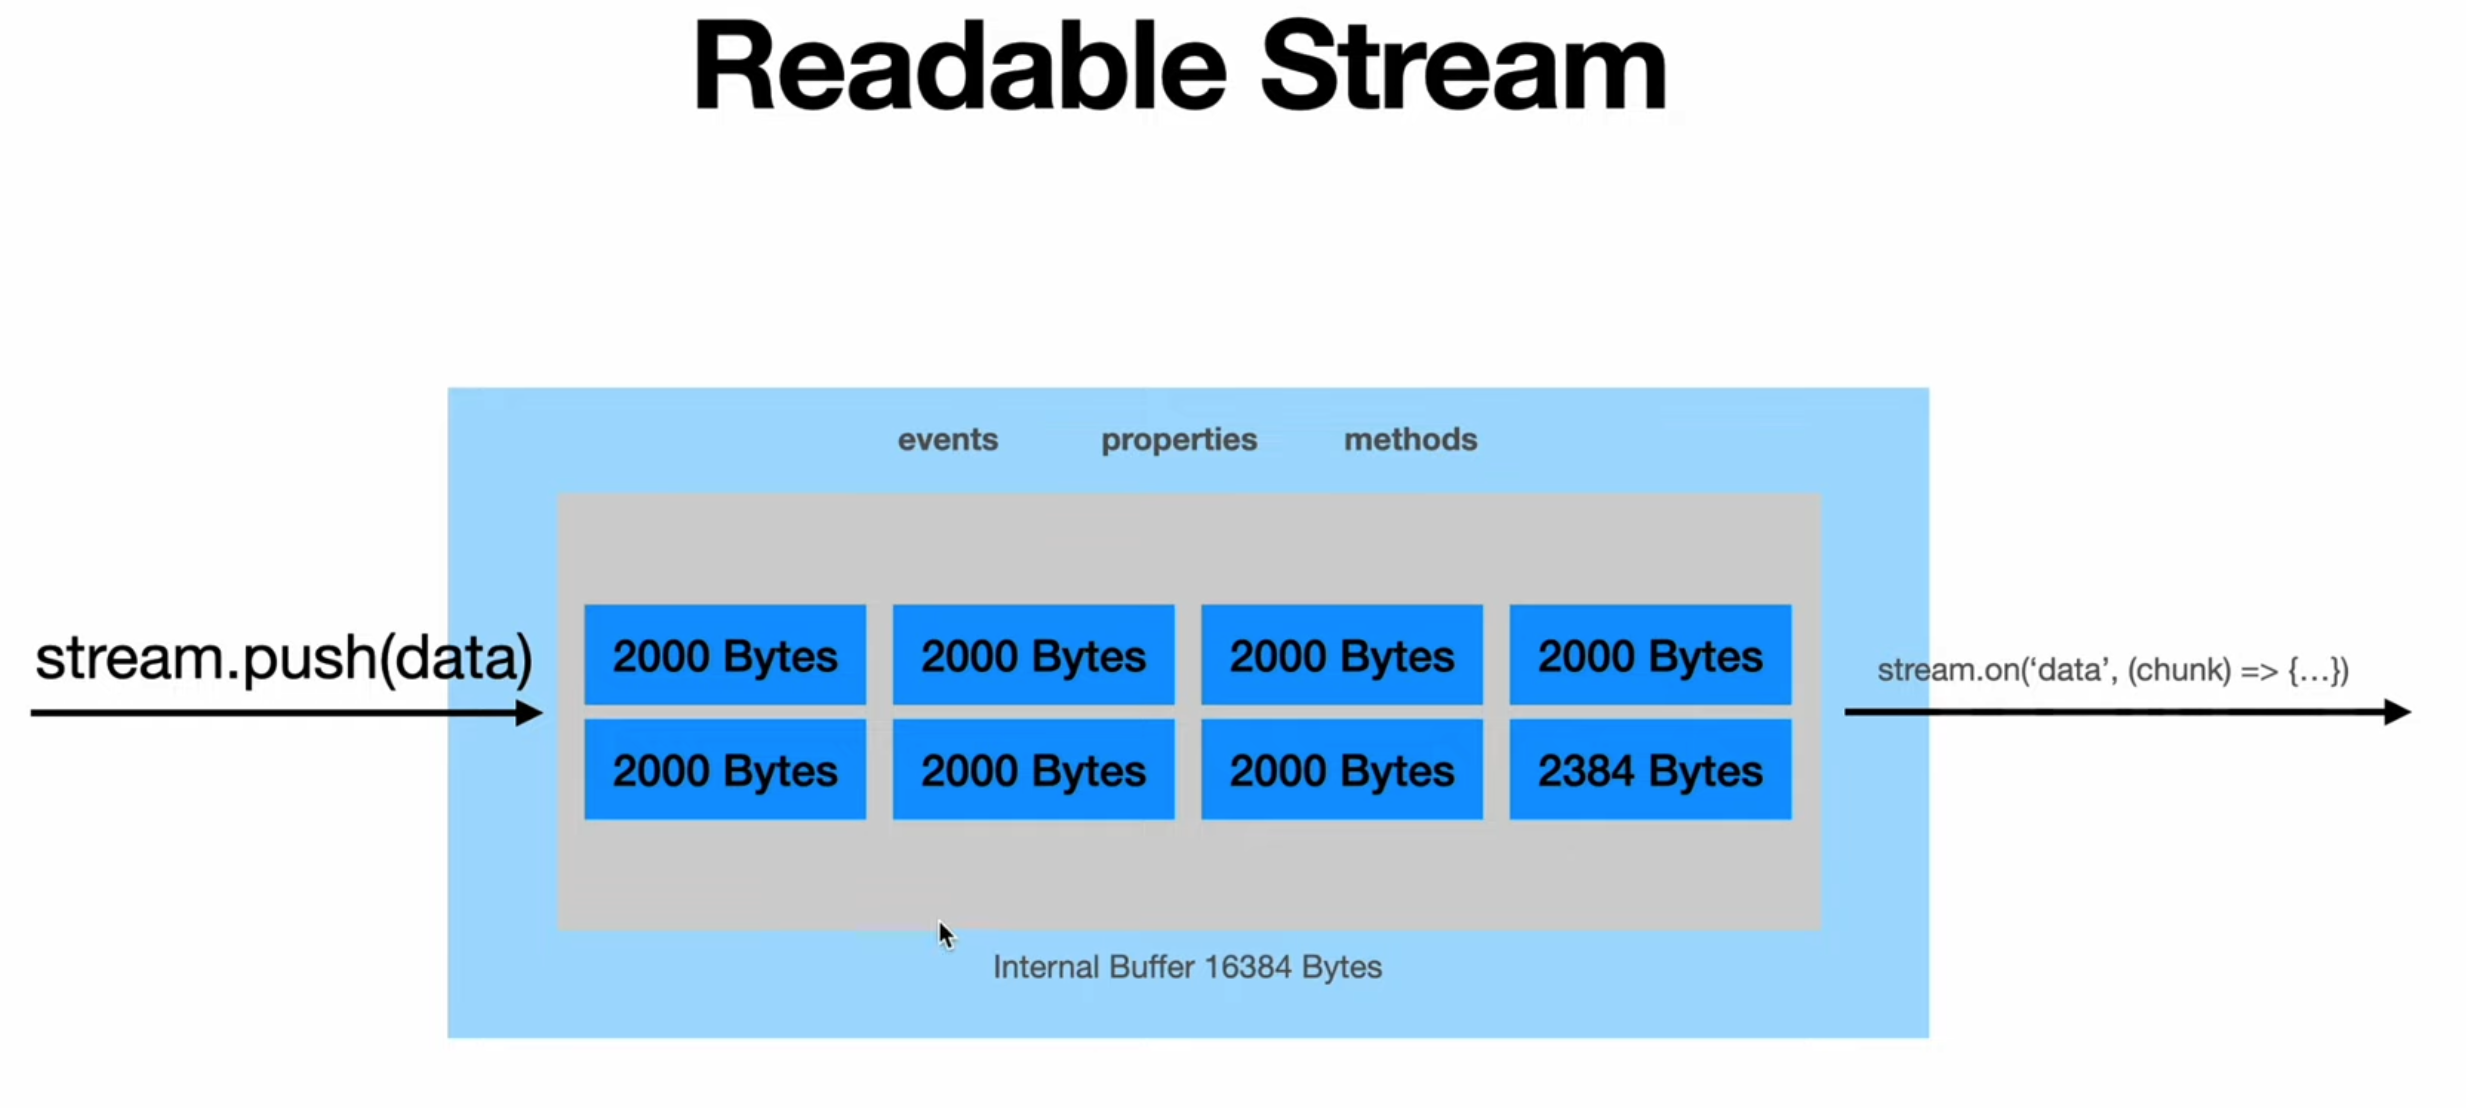 Readable Stream
events properties methods
stream.push(data)
2000 Bytes 2000 Bytes 2000 Bytes 2000 Bytes
2000 Bytes 2000 Bytes 2000 Bytes 2384 Bytes
stream.on(‘data’, (chunk) => {…})
Internal Buffer 16384 Bytes